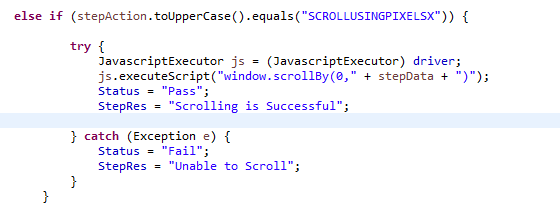 else if (stepAction.toUpperCase().equals("SCROLLUSINGPIXELSX")) {
try {
JavascriptExecutor js = (JavascriptExecutor) driver;
js.executeScript("window.scrollBy(0," + stepData + ")");
Status = "Pass";
StepRes = "Scrolling is Successful";
} catch (Exception e) {
Status = "Fail";
StepRes = "Unable to Scroll";
}
}